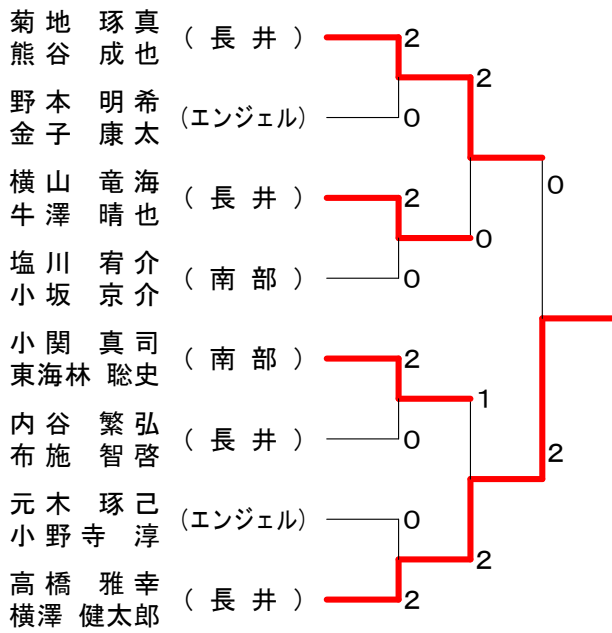 菊地 琢真
熊谷 成也
(長井)
2
2
野本 明希
金子 康太
(エンジェル)
0
0
横山 竜海
牛澤 晴也
(長井)
2
0
塩川 宥介
小坂 京介
(南部)
0
小関 真司
東海林 聡史
(南部)
2
1
内谷 繁弘
布施 智啓
(長井)
0
2
元木 琢己
小野寺 淳
(エンジェル)
0
2
高橋 雅幸
横澤 健太郎
(長井)
2